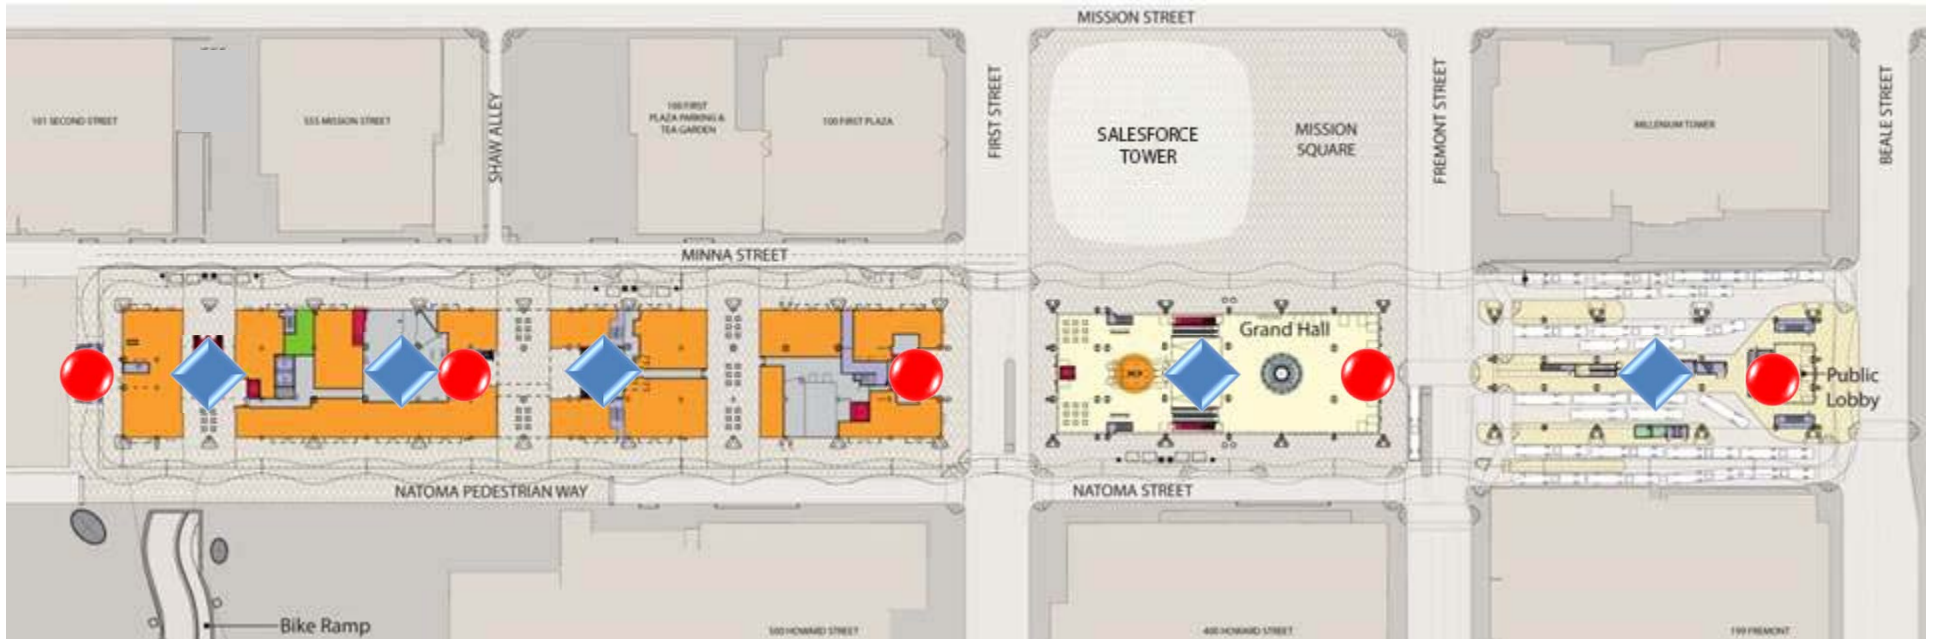 MISSION STREET
101 SECOND STREET
555 MISSION STREET
SHAW ALLEY
100 FIRST
PLAZA PARKING &
TEA GARDEN
100 FIRST PLAZA
FIRST STREET
SALESFORCE
TOWER
MISSION
SQUARE
FREMONT STREET
MILLENIUM TOWER
BEALE STREET
MINNA STREET
Grand Hall
Public
Lobby
NATOMA PEDESTRIAN WAY
NATOMA STREET
Bike Ramp
500 HOWARD STREET
400 HOWARD STREET
199 FREMONT